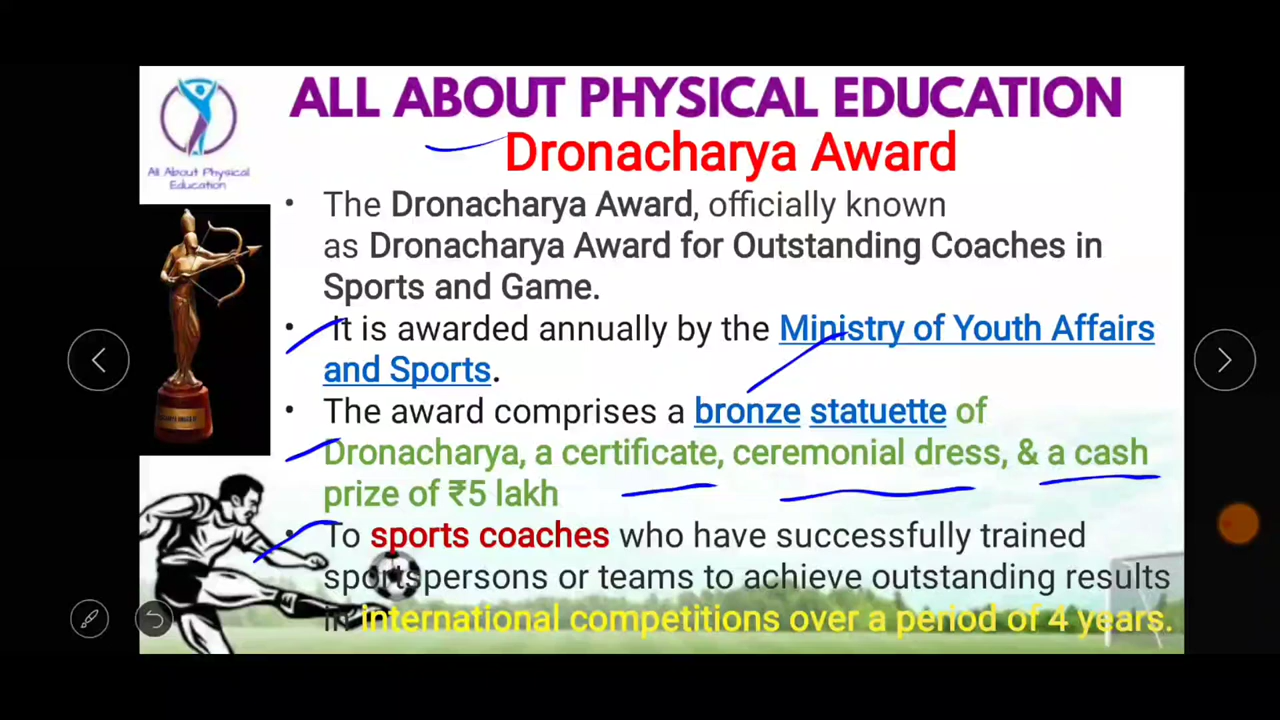 ALL ABOUT PHYSICAL EDUCATION
All About Physical
Education
Dronacharya Award
• The Dronacharya Award, officially known
as Dronacharya Award for Outstanding Coaches in
Sports and Game.
• It is awarded annually by the Ministry of Youth Affairs
and Sports.
• The award comprises a bronze statuette of
Dronacharya, a certificate, ceremonial dress, & a cash
prize of ₹5 lakh
• To sports coaches who have successfully trained
sportspersons or teams to achieve outstanding results
in international competitions over a period of 4 years.